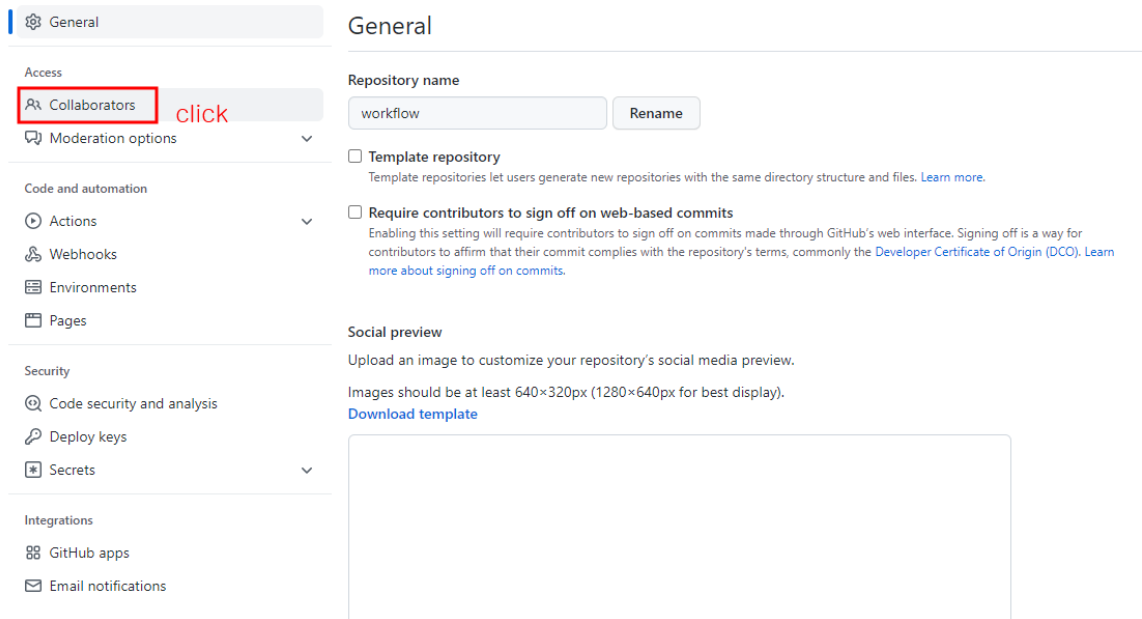 General
Access
Collaborators
click
Moderation options
Code and automation
Actions
Webhooks
Environments
Pages
Security
Code security and analysis
Deploy keys
Secrets
Integrations
GitHub apps
Email notifications
General
Repository name
workflow
Rename
Template repository
Template repositories let users generate new repositories with the same directory structure and files. Learn more.
Require contributors to sign off on web-based commits
Enabling this setting will require contributors to sign off on commits made through GitHub's web interface. Signing off is a way for
contributors to affirm that their commit complies with the repository's terms, commonly the Developer Certificate of Origin (DCO). Learn
more about signing off on commits.
Social preview
Upload an image to customize your repository's social media preview.
Images should be at least 640×320px (1280×640px for best display).
Download template